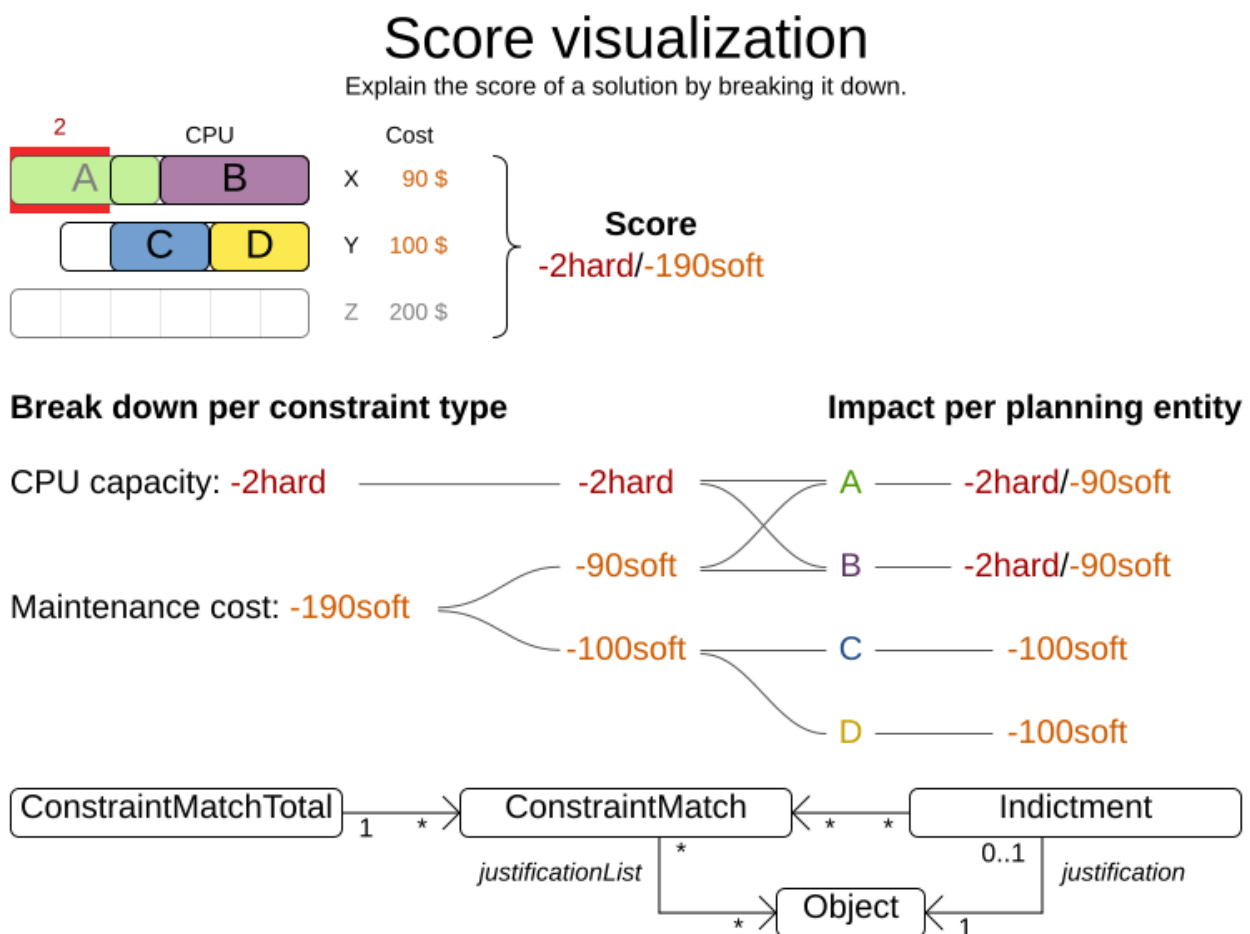 Score visualization
Explain the score of a solution by breaking it down.
2 CPU Cost
A B X 90 $
C D Y 100 $
Z 200 $
Score
-2hard/-190soft
Break down per constraint type Impact per planning entity
CPU capacity: -2hard -2hard A -2hard/-90soft
-90soft B -2hard/-90soft
Maintenance cost: -190soft
-100soft C -100soft
D -100soft
ConstraintMatchTotal 1 * ConstraintMatch * * Indictment
* 0..1
justificationList justification
* Object 1